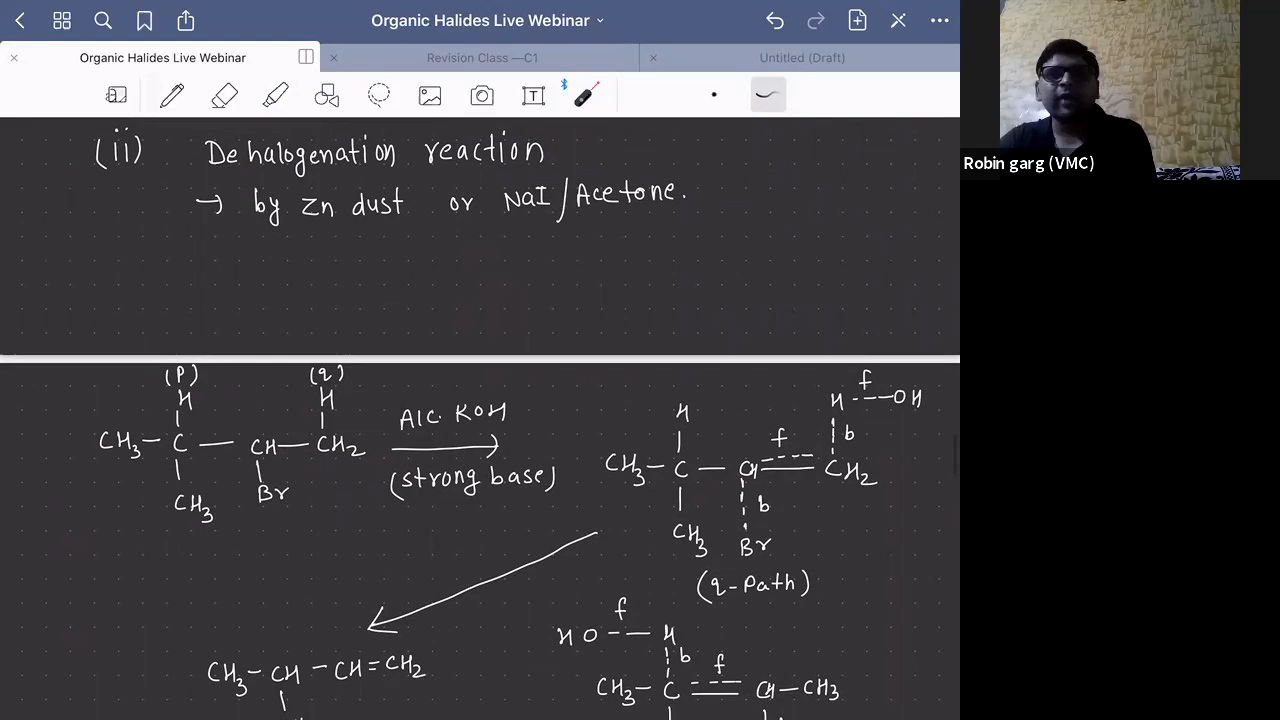 Organic Halides Live Webinar
Organic Halides Live Webinar
Revision Class —C1
Untitled (Draft)
T
Robin garg (VMC)
(ii) Dehalogenation reaction
→ by Zn dust or NaI/Acetone.
(p) (q)
H H
CH3— C — CH— CH2
CH3 Br
Alc. KOH
(strong base)
f
H ---OH
H f b
CH3— C — CH ═ CH2
b
CH3 Br
(q-Path)
f
HO -— H
b f
CH3— C ═ CH—CH3
CH3— CH — CH=CH2